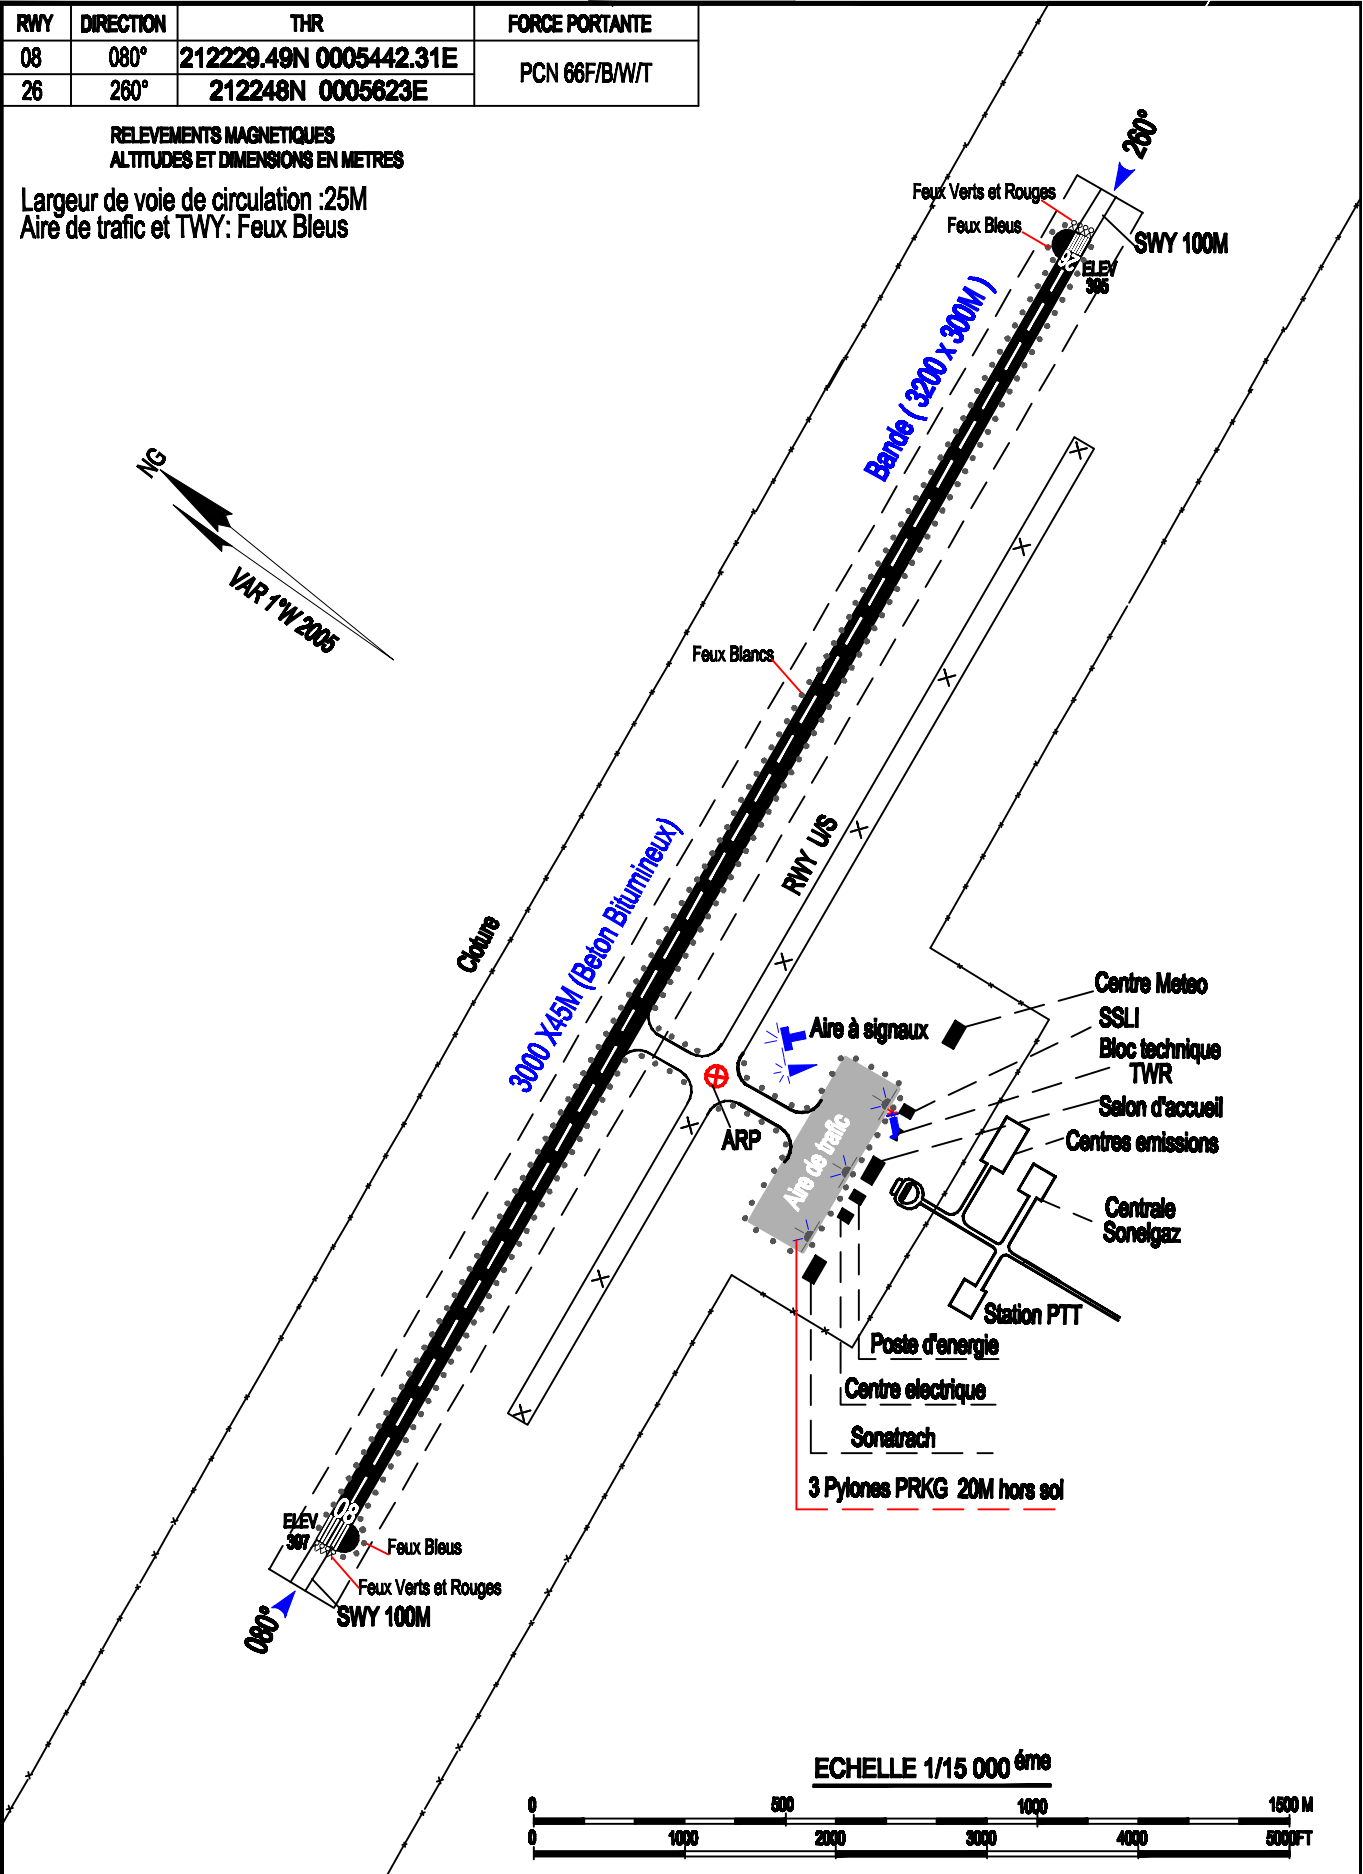 RWY DIRECTION THR FORCE PORTANTE
08 080° 212229.49N 0005442.31E PCN 66F/B/W/T
26 260° 212248N 0005623E
RELEVEMENTS MAGNETIQUES
ALTITUDES ET DIMENSIONS EN METRES
Largeur de voie de circulation :25M
Aire de trafic et TWY: Feux Bleus
260°
Feux Verts et Rouges
Feux Bleus
SWY 100M
26
ELEV
395
Bande ( 3200 x 300M )
NG
VAR 1°W 2005
Feux Blancs
RWY U/S
Cloture
3000 X45M (Beton Bitumineux)
Centre Meteo
SSLI
Aire à signaux
Bloc technique
TWR
Salon d'accueil
ARP
Aire de trafic
Centres emissions
Centrale
Sonelgaz
Station PTT
Poste d'energie
Centre electrique
Sonatrach
3 Pylones PRKG 20M hors sol
08
ELEV
397
Feux Bleus
Feux Verts et Rouges
SWY 100M
080°
ECHELLE 1/15 000 éme
0 500 1000 1500 M
0 1000 2000 3000 4000 5000FT